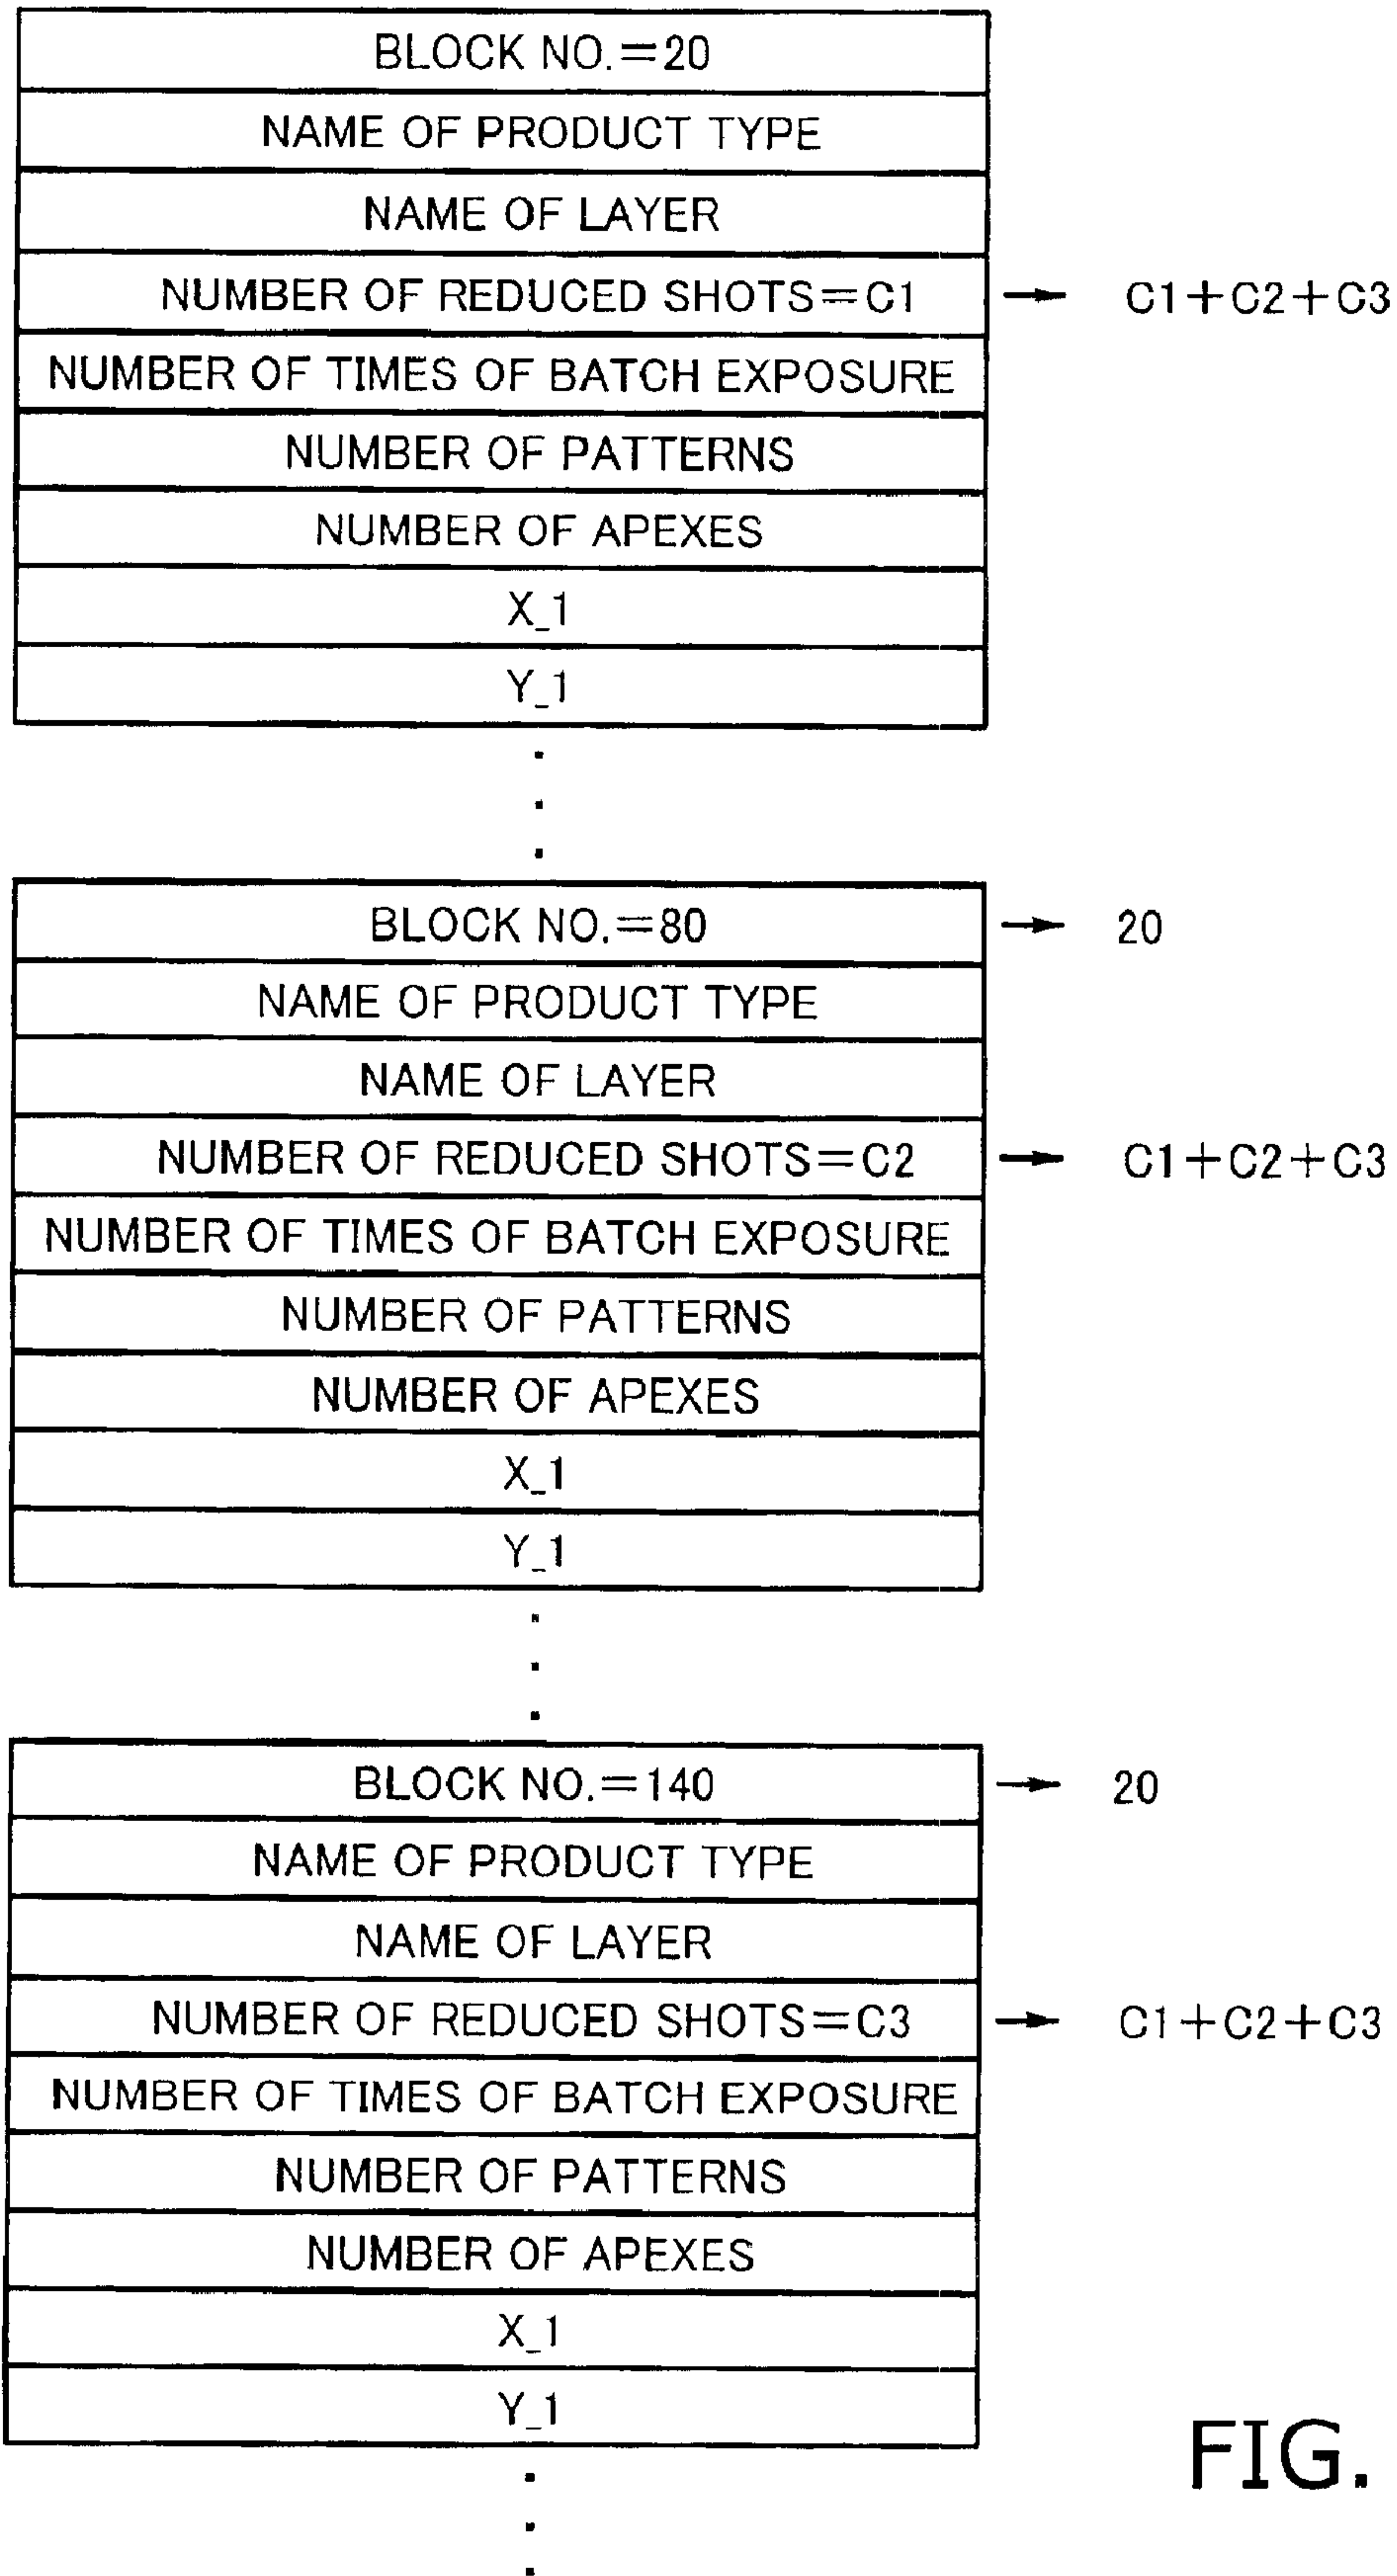 BLOCK NO.=20
NAME OF PRODUCT TYPE
NAME OF LAYER
NUMBER OF REDUCED SHOTS=C1 → C1+C2+C3
NUMBER OF TIMES OF BATCH EXPOSURE
NUMBER OF PATTERNS
NUMBER OF APEXES
X_1
Y_1
BLOCK NO.=80 → 20
NAME OF PRODUCT TYPE
NAME OF LAYER
NUMBER OF REDUCED SHOTS=C2 → C1+C2+C3
NUMBER OF TIMES OF BATCH EXPOSURE
NUMBER OF PATTERNS
NUMBER OF APEXES
X_1
Y_1
BLOCK NO.=140 → 20
NAME OF PRODUCT TYPE
NAME OF LAYER
NUMBER OF REDUCED SHOTS=C3 → C1+C2+C3
NUMBER OF TIMES OF BATCH EXPOSURE
NUMBER OF PATTERNS
NUMBER OF APEXES
X_1
Y_1
FIG.